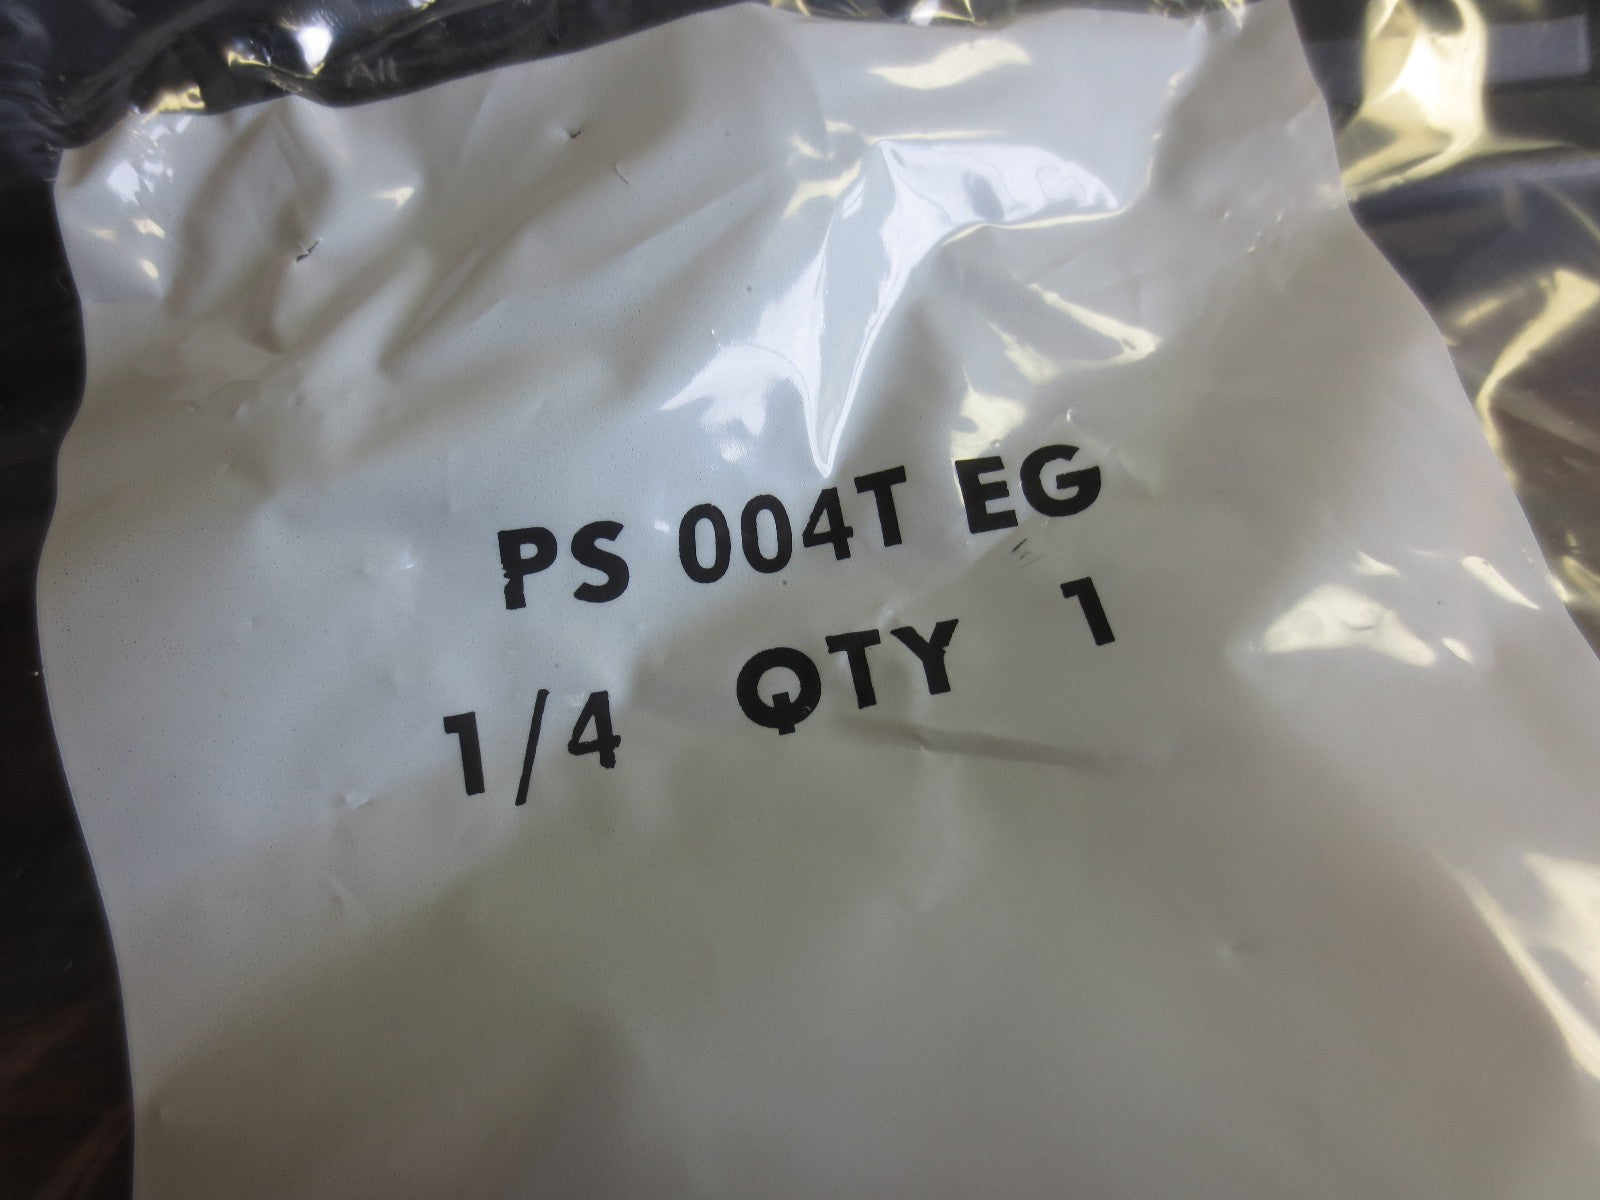 PS 004T EG
1/4 QTY 1